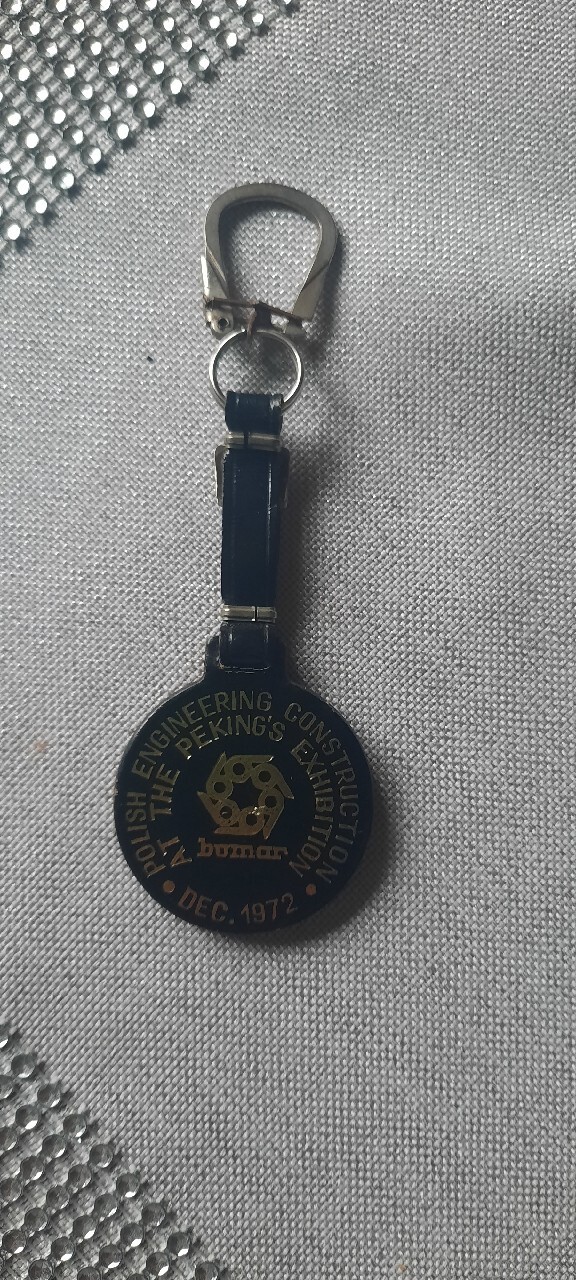 POLISH ENGINEERING CONSTRUCTION
AT THE PEKING'S EXHIBITION
bumar
• DEC. 1972 •